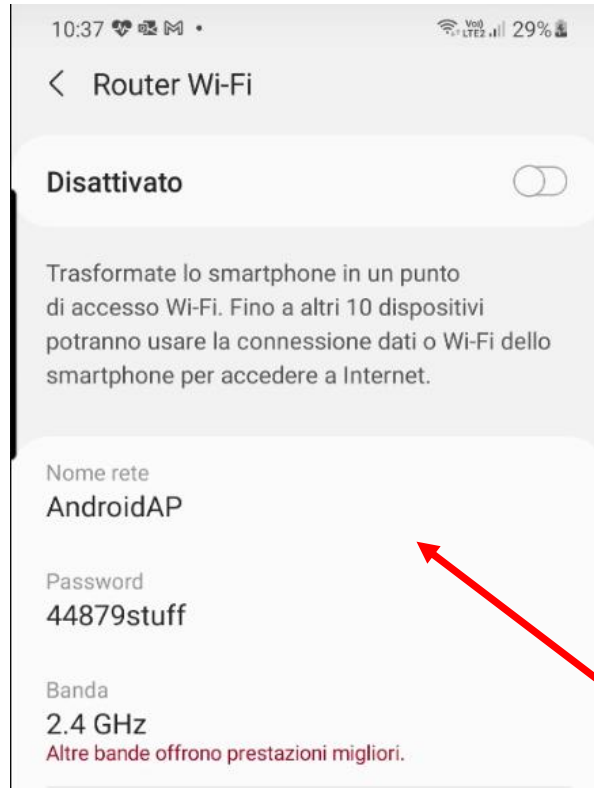 10:37 Voo) LTE2 29%
Router Wi-Fi
Disattivato
Trasformate lo smartphone in un punto
di accesso Wi-Fi. Fino a altri 10 dispositivi
potranno usare la connessione dati o Wi-Fi dello
smartphone per accedere a Internet.
Nome rete
AndroidAP
Password
44879stuff
Banda
2.4 GHz
Altre bande offrono prestazioni migliori.